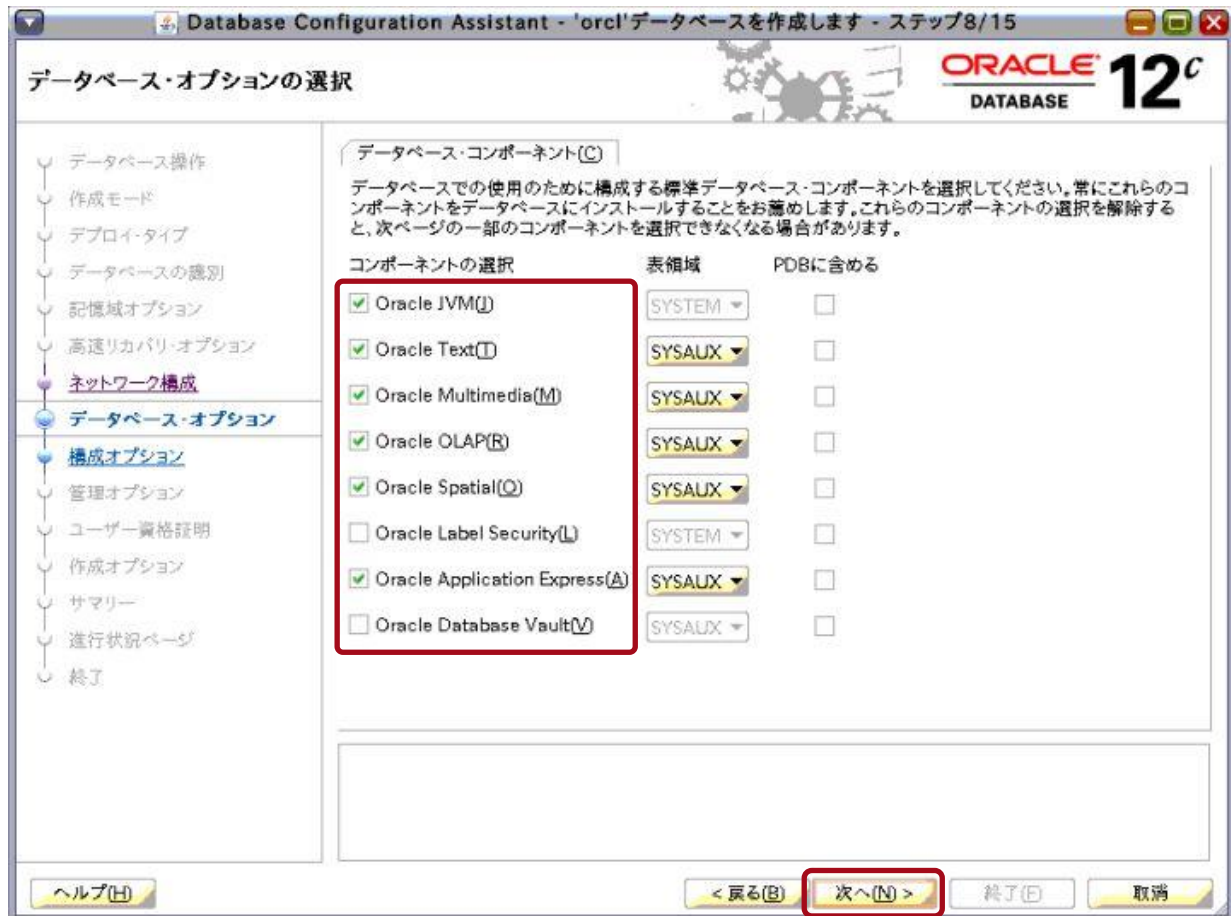 Database Configuration Assistant - 'orcl'データベースを作成します - ステップ8/15
データベース・オプションの選択
ORACLE
DATABASE
12c
データベース操作
作成モード
デプロイ・タイプ
データベースの識別
記憶域オプション
高速リカバリ・オプション
ネットワーク構成
データベース・オプション
構成オプション
管理オプション
ユーザー資格証明
作成オプション
サマリー
進行状況ページ
終了
データベース・コンポーネント(C)
データベースでの使用のために構成する標準データベース・コンポーネントを選択してください。常にこれらのコ
ンポーネントをデータベースにインストールすることをお薦めします。これらのコンポーネントの選択を解除する
と、次ページの一部のコンポーネントを選択できなくなる場合があります。
コンポーネントの選択 表領域 PDBに含める
Oracle JVM(J) SYSTEM
Oracle Text(T) SYSAUX
Oracle Multimedia(M) SYSAUX
Oracle OLAP(R) SYSAUX
Oracle Spatial(O) SYSAUX
Oracle Label Security(L) SYSTEM
Oracle Application Express(A) SYSAUX
Oracle Database Vault(V) SYSAUX
ヘルプ(H) < 戻る(B) 次へ(N) > 終了(F) 取消